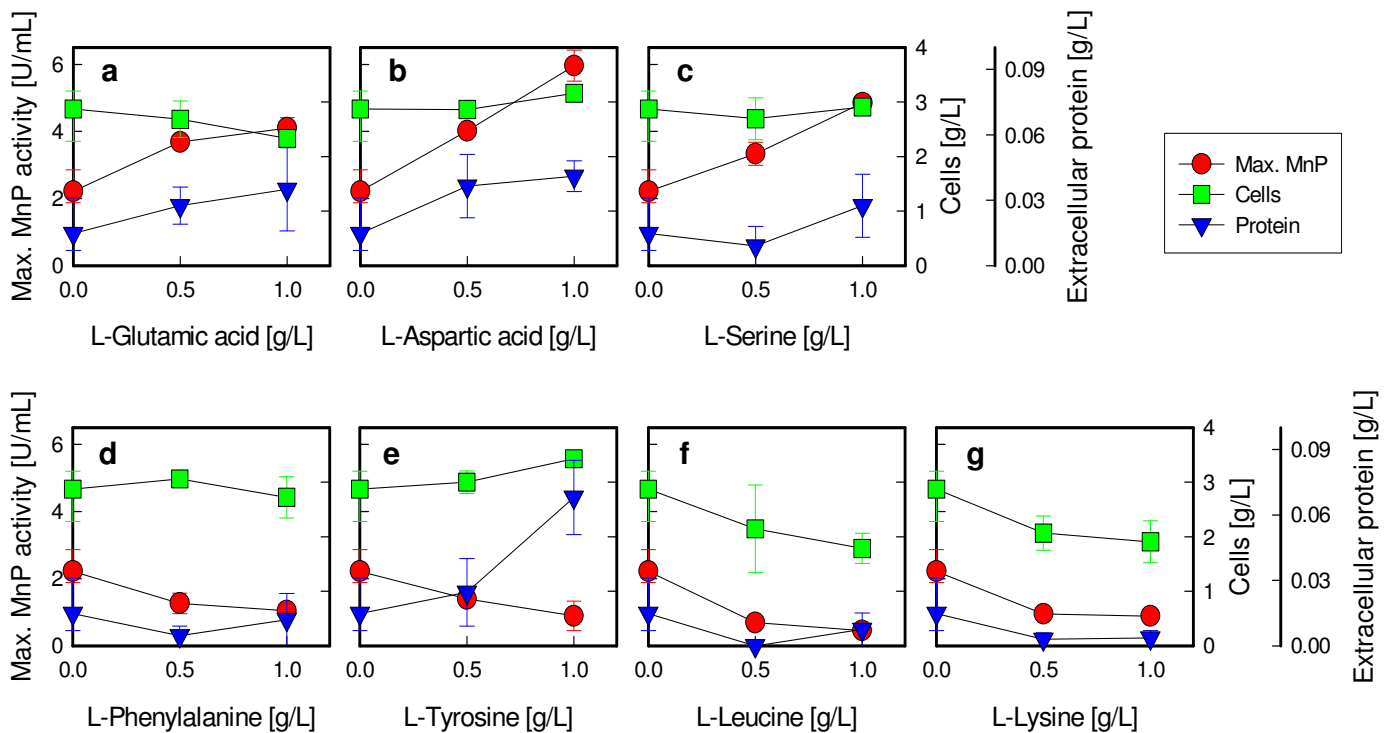 Max. MnP activity [U/mL]
6
4
2
0
a
b
c
4
3
2
1
0
Cells [g/L]
0.09
0.06
0.03
0.00
Extracellular protein [g/L]
Max. MnP
Cells
Protein
0.0 0.5 1.0
0.0 0.5 1.0
0.0 0.5 1.0
L-Glutamic acid [g/L]
L-Aspartic acid [g/L]
L-Serine [g/L]
Max. MnP activity [U/mL]
6
4
2
0
d
e
f
g
4
3
2
1
0
Cells [g/L]
0.09
0.06
0.03
0.00
Extracellular protein [g/L]
0.0 0.5 1.0
0.0 0.5 1.0
0.0 0.5 1.0
0.0 0.5 1.0
L-Phenylalanine [g/L]
L-Tyrosine [g/L]
L-Leucine [g/L]
L-Lysine [g/L]